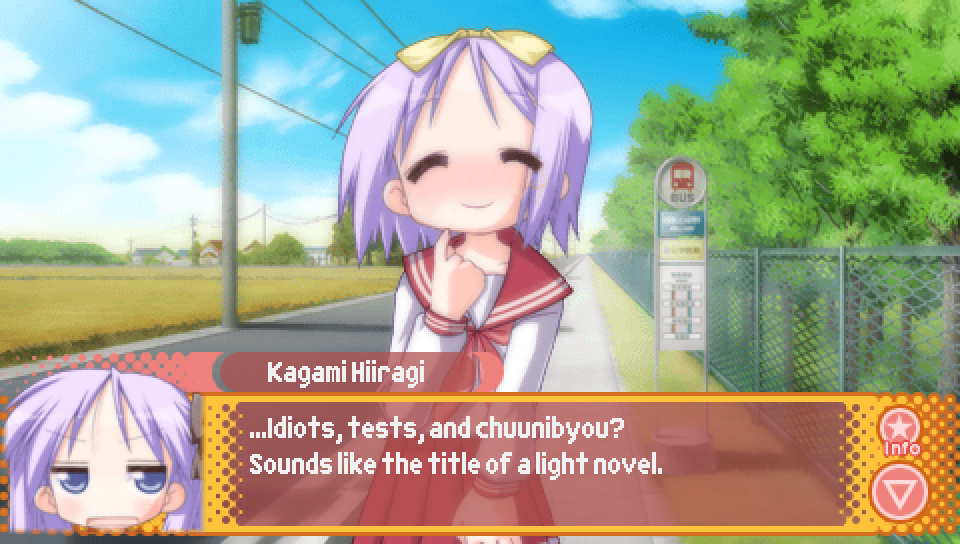 BUS
Kagami Hiiragi
...Idiots, tests, and chuunibyou?
Sounds like the title of a light novel.
Info